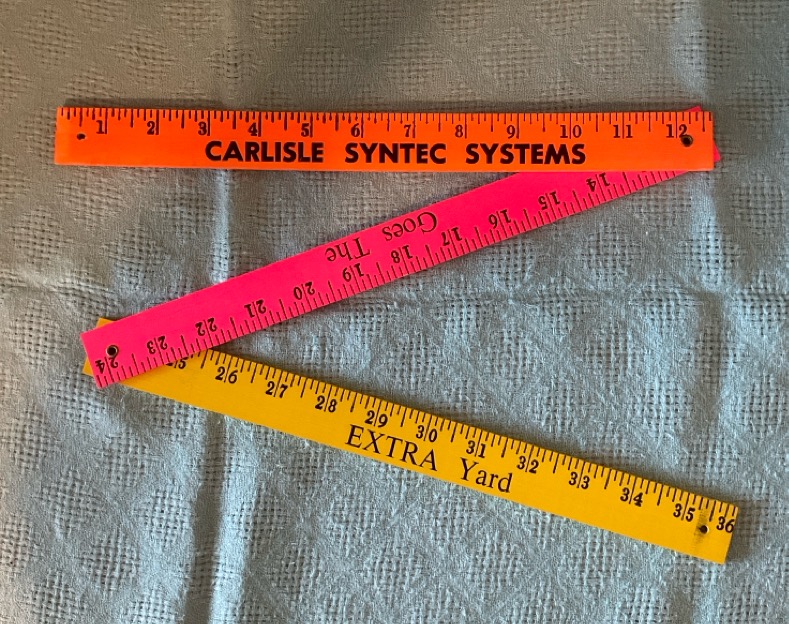 1 2 3 4 5 6 7 8 9 10 11 12
CARLISLE SYNTEC SYSTEMS
14 15 16 17 18 19 20 21 22 23 24
Goes The
25 26 27 28 29 30 31 32 33 34 35 36
EXTRA Yard